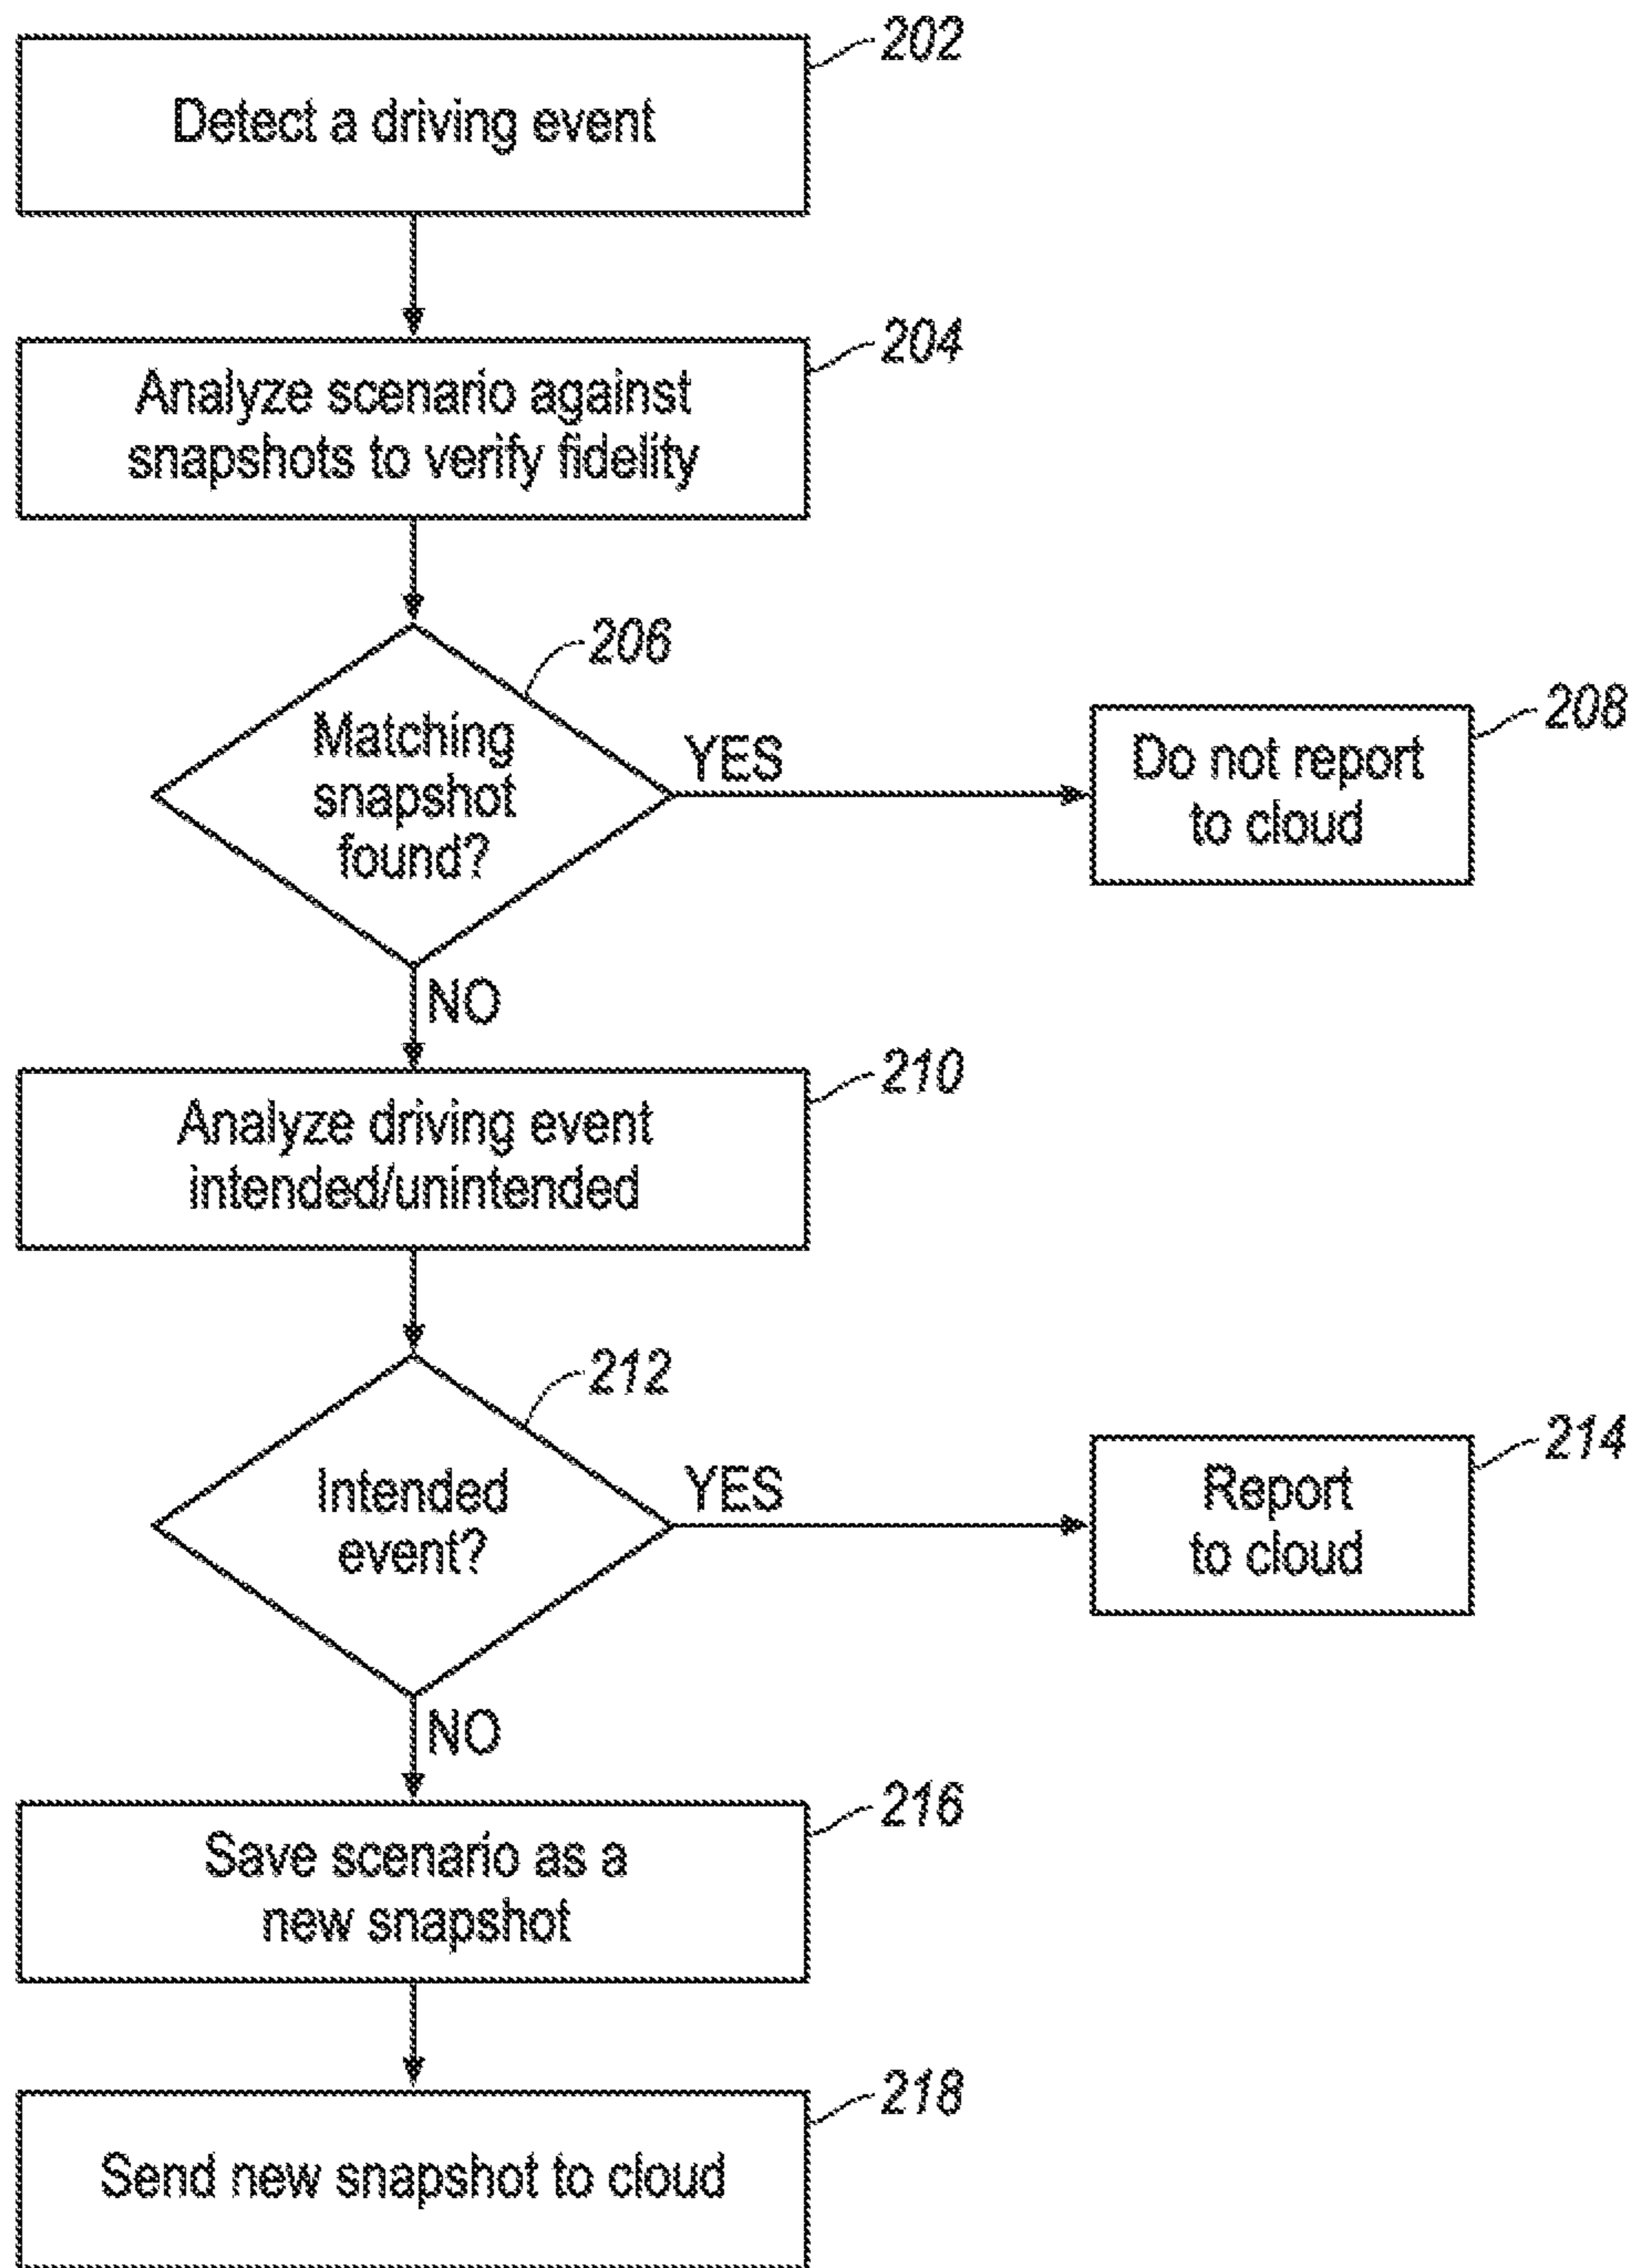 202
Detect a driving event
204
Analyze scenario against
snapshots to verify fidelity
206
Matching
snapshot
found?
YES
208
Do not report
to cloud
NO
210
Analyze driving event
intended/unintended
212
Intended
event?
YES
214
Report
to cloud
NO
216
Save scenario as a
new snapshot
218
Send new snapshot to cloud